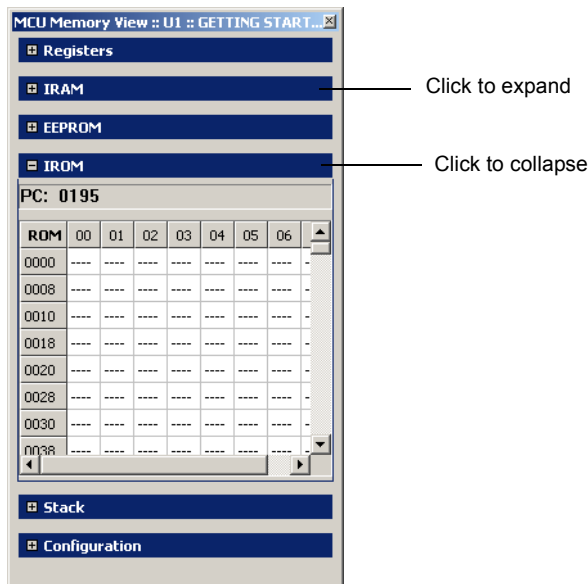 MCU Memory View :: U1 :: GETTING START...
Registers
IRAM
Click to expand
EEPROM
IROM
Click to collapse
PC: 0195
ROM 00 01 02 03 04 05 06
0000 ---- ---- ---- ---- ---- ---- ---- -
0008 ---- ---- ---- ---- ---- ---- ---- -
0010 ---- ---- ---- ---- ---- ---- ---- -
0018 ---- ---- ---- ---- ---- ---- ---- -
0020 ---- ---- ---- ---- ---- ---- ---- -
0028 ---- ---- ---- ---- ---- ---- ---- -
0030 ---- ---- ---- ---- ---- ---- ---- -
0038 ---- ---- ---- ---- ---- ---- ---- -
Stack
Configuration